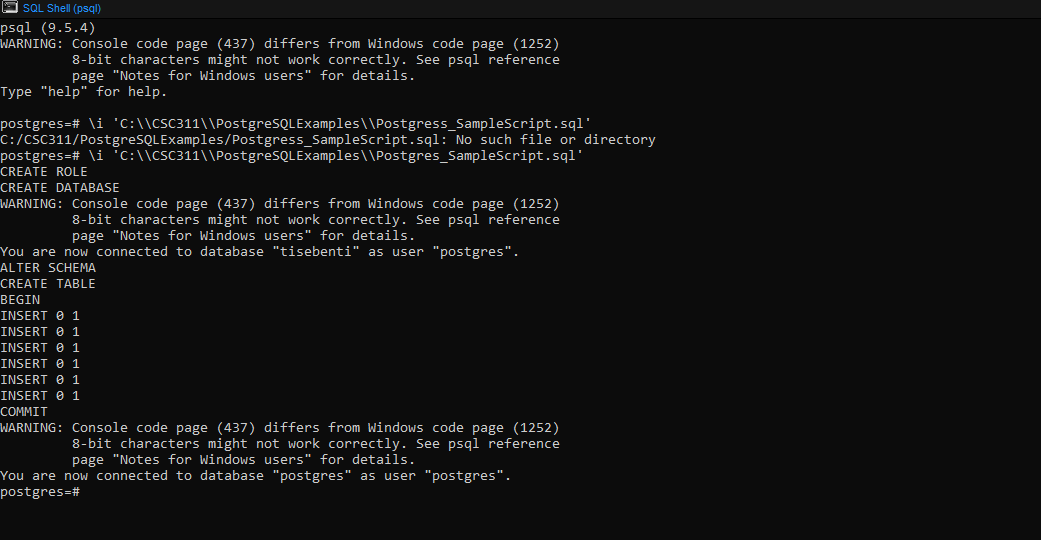 SQL Shell (psql)
psql (9.5.4)
WARNING: Console code page (437) differs from Windows code page (1252)
         8-bit characters might not work correctly. See psql reference
         page "Notes for Windows users" for details.
Type "help" for help.

postgres=# \i 'C:\\CSC311\\PostgreSQLExamples\\Postgress_SampleScript.sql'
C:/CSC311/PostgreSQLExamples/Postgress_SampleScript.sql: No such file or directory
postgres=# \i 'C:\\CSC311\\PostgreSQLExamples\\Postgres_SampleScript.sql'
CREATE ROLE
CREATE DATABASE
WARNING: Console code page (437) differs from Windows code page (1252)
         8-bit characters might not work correctly. See psql reference
         page "Notes for Windows users" for details.
You are now connected to database "tisebenti" as user "postgres".
ALTER SCHEMA
CREATE TABLE
BEGIN
INSERT 0 1
INSERT 0 1
INSERT 0 1
INSERT 0 1
INSERT 0 1
INSERT 0 1
COMMIT
WARNING: Console code page (437) differs from Windows code page (1252)
         8-bit characters might not work correctly. See psql reference
         page "Notes for Windows users" for details.
You are now connected to database "postgres" as user "postgres".
postgres=#